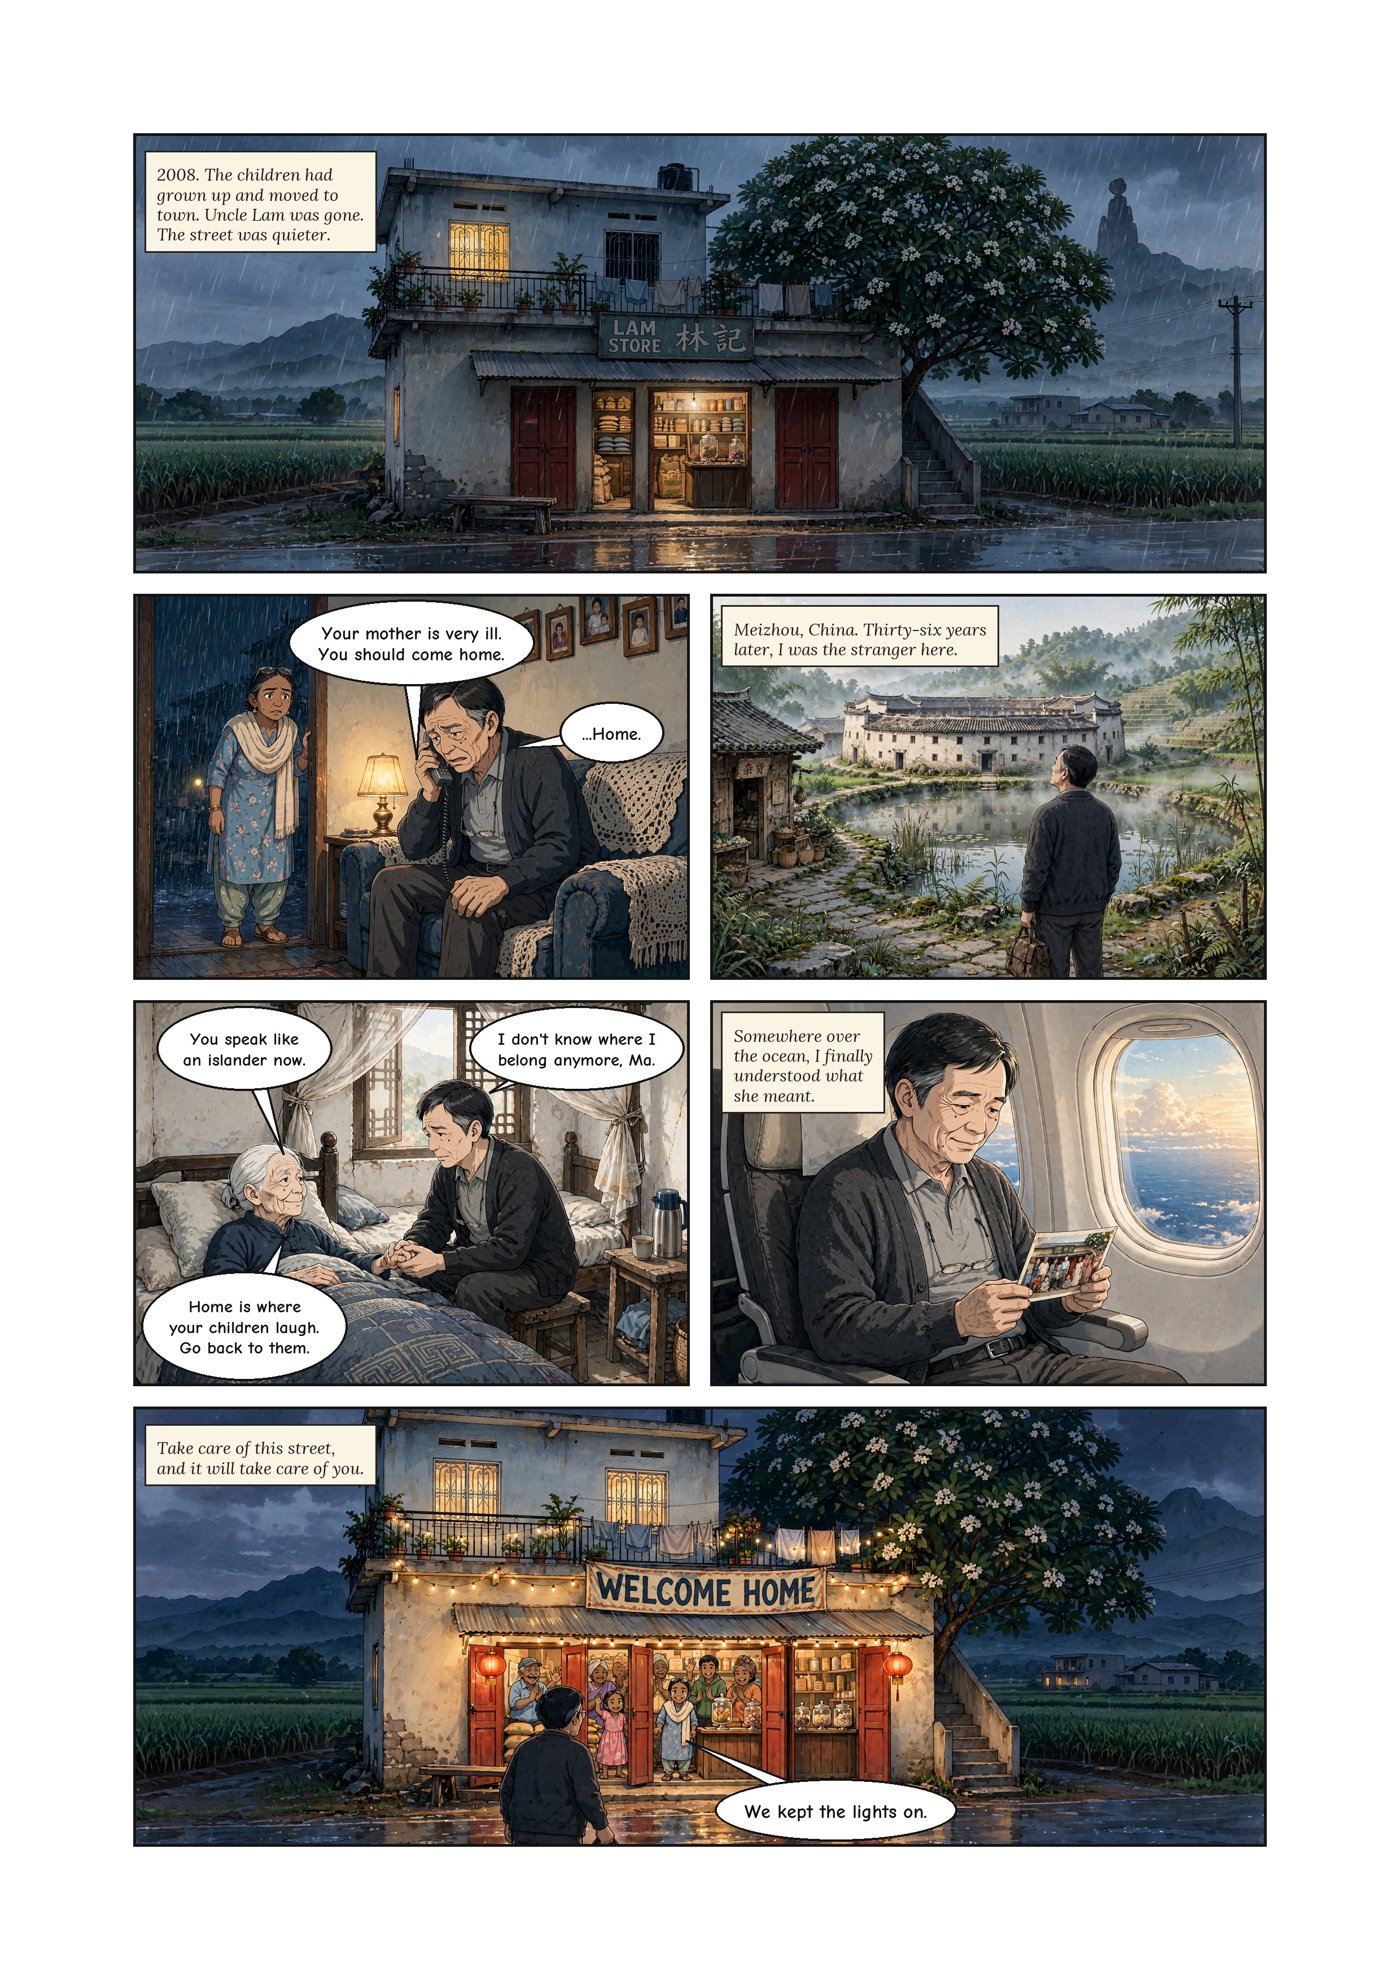 2008. The children had
grown up and moved to
town. Uncle Lam was gone.
The street was quieter.
LAM
STORE
林記
Your mother is very ill.
You should come home.
...Home.
Meizhou, China. Thirty-six years
later, I was the stranger here.
杂货
You speak like
an islander now.
I don't know where I
belong anymore, Ma.
Home is where
your children laugh.
Go back to them.
Somewhere over
the ocean, I finally
understood what
she meant.
Take care of this street,
and it will take care of you.
WELCOME HOME
We kept the lights on.